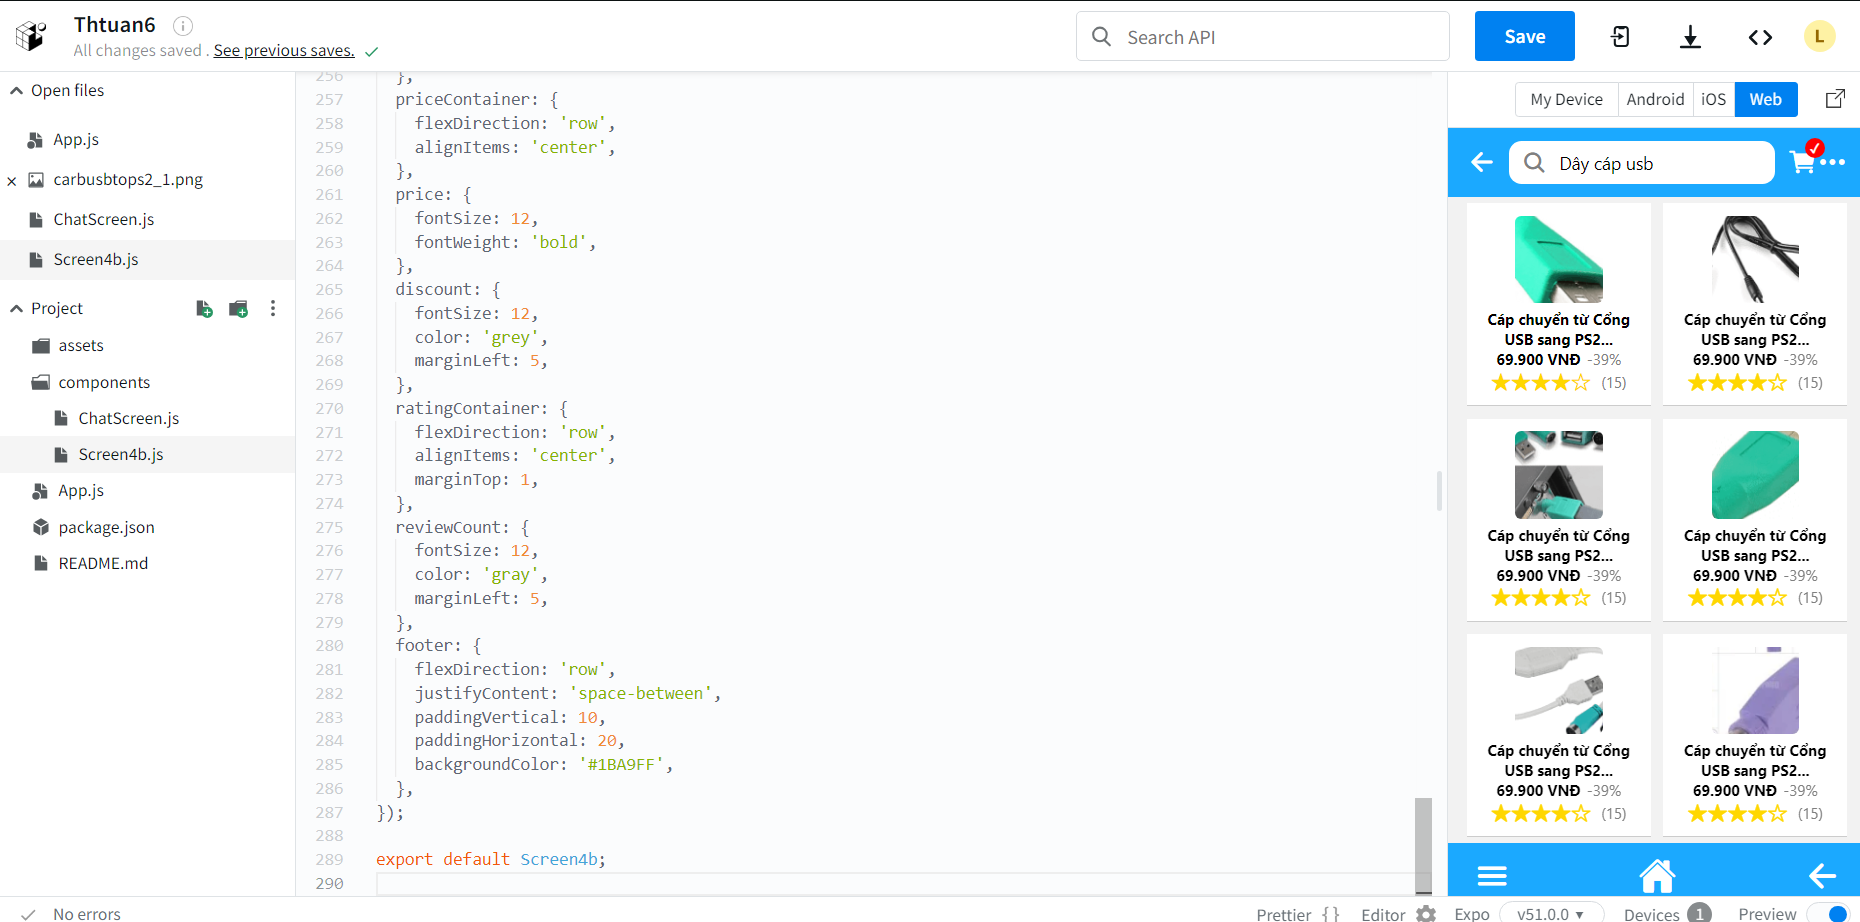 Thtuan6
All changes saved . See previous saves.
Search API
Save
L
Open files
App.js
carbusbtops2_1.png
ChatScreen.js
Screen4b.js
Project
assets
components
ChatScreen.js
Screen4b.js
App.js
package.json
README.md
256 },
257 priceContainer: {
258 flexDirection: 'row',
259 alignItems: 'center',
260 },
261 price: {
262 fontSize: 12,
263 fontWeight: 'bold',
264 },
265 discount: {
266 fontSize: 12,
267 color: 'grey',
268 marginLeft: 5,
269 },
270 ratingContainer: {
271 flexDirection: 'row',
272 alignItems: 'center',
273 marginTop: 1,
274 },
275 reviewCount: {
276 fontSize: 12,
277 color: 'gray',
278 marginLeft: 5,
279 },
280 footer: {
281 flexDirection: 'row',
282 justifyContent: 'space-between',
283 paddingVertical: 10,
284 paddingHorizontal: 20,
285 backgroundColor: '#1BA9FF',
286 },
287 });
288
289 export default Screen4b;
290
My Device Android iOS Web
Dây cáp usb
Cáp chuyển từ Cổng
USB sang PS2...
69.900 VNĐ -39%
(15)
Cáp chuyển từ Cổng
USB sang PS2...
69.900 VNĐ -39%
(15)
Cáp chuyển từ Cổng
USB sang PS2...
69.900 VNĐ -39%
(15)
Cáp chuyển từ Cổng
USB sang PS2...
69.900 VNĐ -39%
(15)
Cáp chuyển từ Cổng
USB sang PS2...
69.900 VNĐ -39%
(15)
Cáp chuyển từ Cổng
USB sang PS2...
69.900 VNĐ -39%
(15)
No errors
Prettier {} Editor Expo v51.0.0 Devices 1 Preview